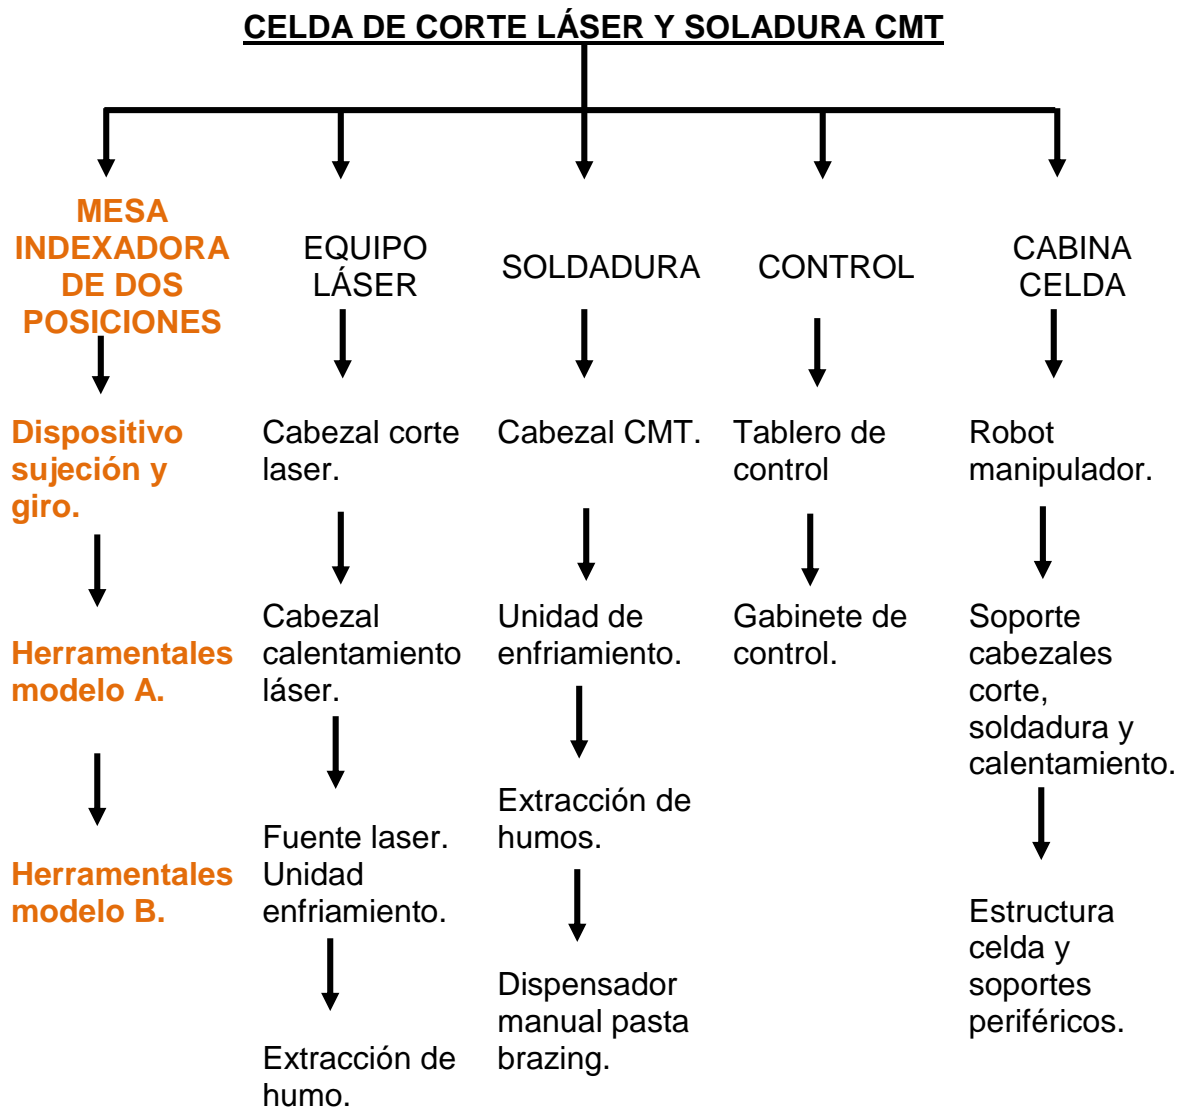 CELDA DE CORTE LÁSER Y SOLADURA CMT
MESA
INDEXADORA
DE DOS
POSICIONES
EQUIPO
LÁSER
SOLDADURA
CONTROL
CABINA
CELDA
Dispositivo
sujeción y
giro.
Herramentales
modelo A.
Herramentales
modelo B.
Cabezal corte
laser.
Cabezal
calentamiento
láser.
Fuente laser.
Unidad
enfriamiento.
Extracción de
humo.
Cabezal CMT.
Unidad de
enfriamiento.
Extracción de
humos.
Dispensador
manual pasta
brazing.
Tablero de
control
Gabinete de
control.
Robot
manipulador.
Soporte
cabezales
corte,
soldadura y
calentamiento.
Estructura
celda y
soportes
periféricos.